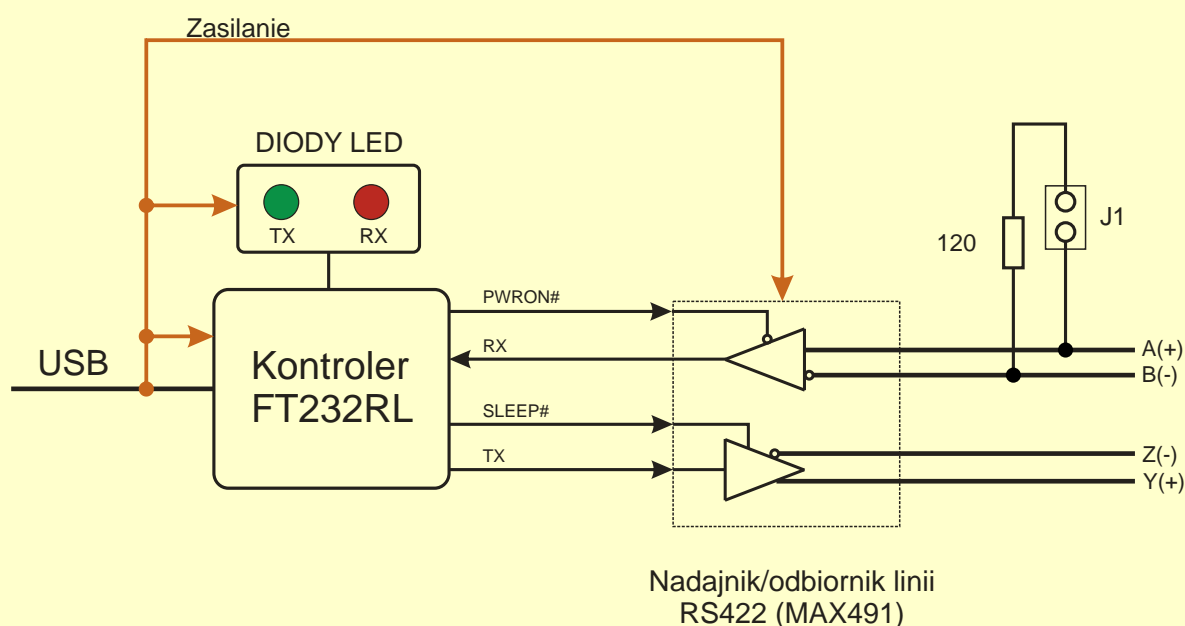 Zasilanie
DIODY LED
TX
RX
J1
120
PWRON#
RX
A(+)
B(-)
USB
Kontroler
FT232RL
SLEEP#
TX
Z(-)
Y(+)
Nadajnik/odbiornik linii
RS422 (MAX491)